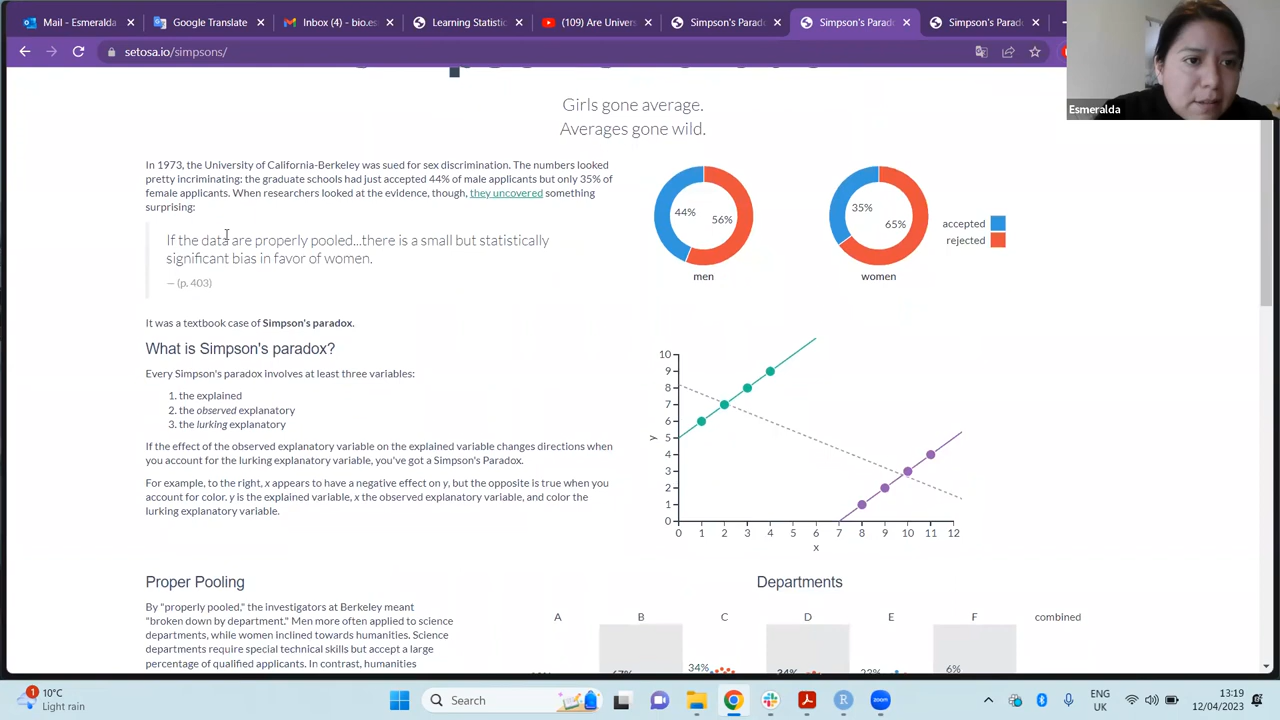 Mail - Esmeralda
Google Translate
Inbox (4) - bio.es
Learning Statistic
(109) Are Univers
Simpson's Parad
Simpson's Parad
Simpson's Parad
setosa.io/simpsons/
Esmeralda
Girls gone average.
Averages gone wild.
In 1973, the University of California-Berkeley was sued for sex discrimination. The numbers looked
pretty incriminating: the graduate schools had just accepted 44% of male applicants but only 35% of
female applicants. When researchers looked at the evidence, though, they uncovered something
surprising:
If the data are properly pooled...there is a small but statistically
significant bias in favor of women.
— (p. 403)
It was a textbook case of Simpson's paradox.
44%
56%
men
35%
65%
women
accepted
rejected
What is Simpson's paradox?
Every Simpson's paradox involves at least three variables:
1. the explained
2. the observed explanatory
3. the lurking explanatory
If the effect of the observed explanatory variable on the explained variable changes directions when
you account for the lurking explanatory variable, you've got a Simpson's Paradox.
For example, to the right, x appears to have a negative effect on y, but the opposite is true when you
account for color. y is the explained variable, x the observed explanatory variable, and color the
lurking explanatory variable.
10
9
8
7
6
5
4
3
2
1
0
y
0 1 2 3 4 5 6 7 8 9 10 11 12
x
Proper Pooling
By "properly pooled," the investigators at Berkeley meant
"broken down by department." Men more often applied to science
departments, while women inclined towards humanities. Science
departments require special technical skills but accept a large
percentage of qualified applicants. In contrast, humanities
Departments
A B C D E F combined
34%
34%
6%
1
10°C
Light rain
Search
ENG
UK
13:19
12/04/2023